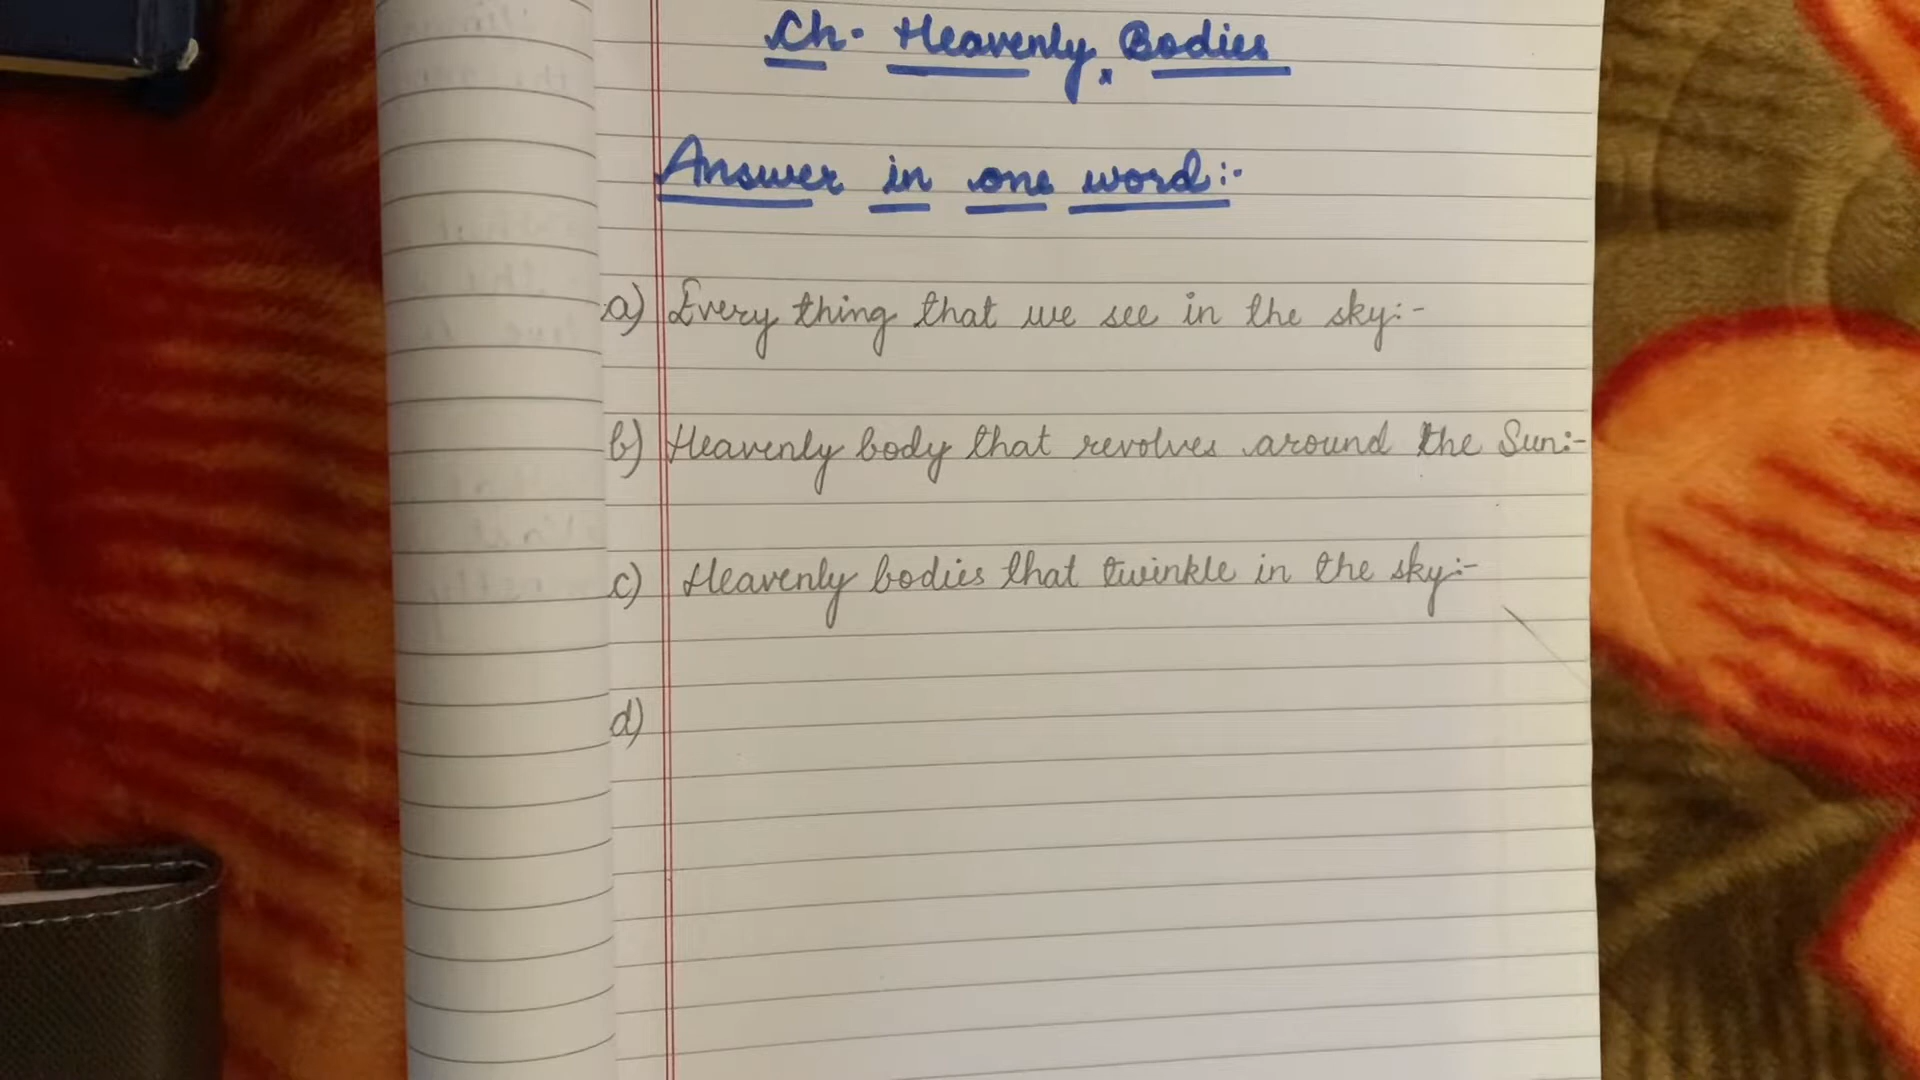 Ch. Heavenly Bodies
Answer in one word:-
a) Every thing that we see in the sky:-
b) Heavenly body that revolves around the Sun:-
c) Heavenly bodies that twinkle in the sky:-
d)